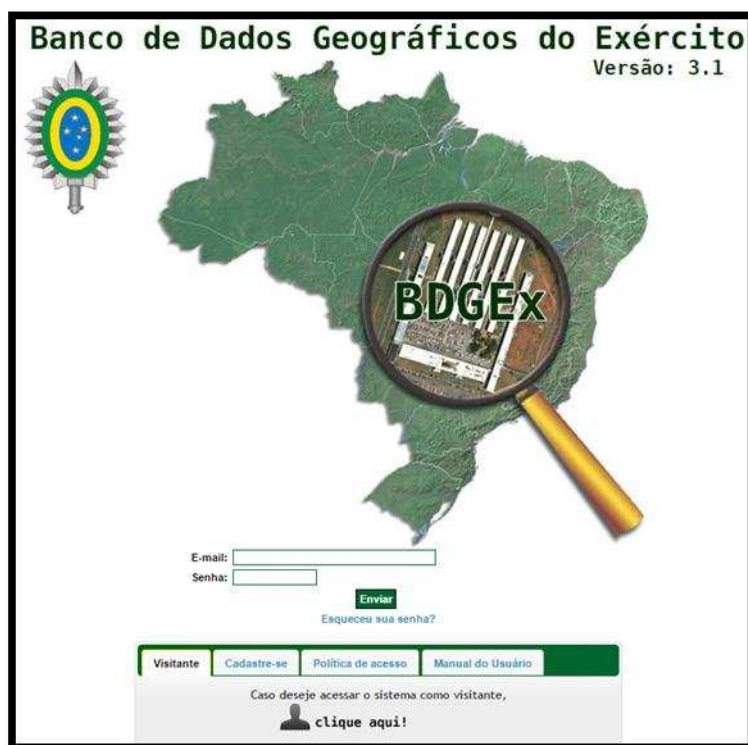 Banco de Dados Geográficos do Exército
Versão: 3.1
BDGEx
E-mail:
Senha:
Enviar
Esqueceu sua senha?
Visitante Cadastre-se Política de acesso Manual do Usuário
Caso deseje acessar o sistema como visitante,
clique aqui!